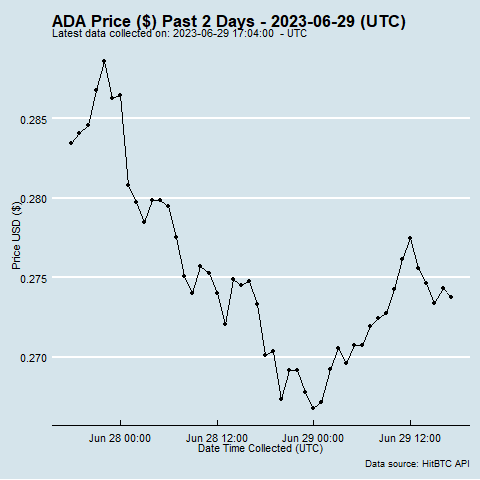 ADA Price ($) Past 2 Days - 2023-06-29 (UTC)
Latest data collected on: 2023-06-29 17:04:00  - UTC
Price USD ($)
0.285
0.280
0.275
0.270
Jun 28 00:00 Jun 28 12:00 Jun 29 00:00 Jun 29 12:00
Date Time Collected (UTC)
Data source: HitBTC API